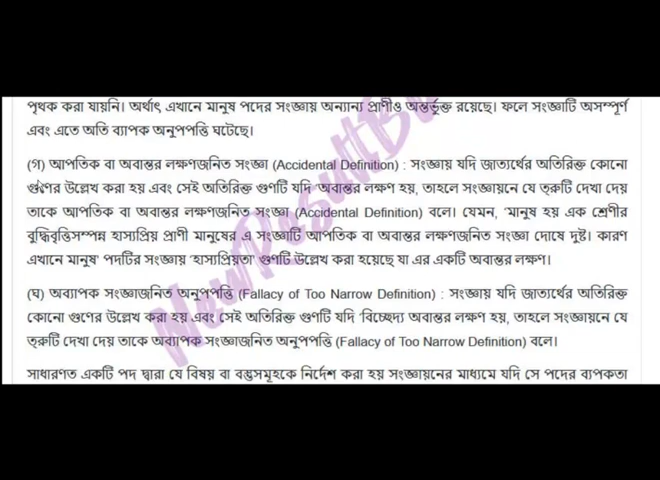 পৃথক করা যায়নি। অর্থাৎ এখানে মানুষ পদের সংজ্ঞায় অন্যান্য প্রাণীও অন্তর্ভুক্ত রয়েছে। ফলে সংজ্ঞাটি অসম্পূর্ণ
এবং এতে অতি ব্যাপক অনুপপত্তি ঘটেছে।
(গ) আপতিক বা অবান্তর লক্ষণজনিত সংজ্ঞা (Accidental Definition) : সংজ্ঞায় যদি জাত্যর্থের অতিরিক্ত কোনো
গুণের উল্লেখ করা হয় এবং সেই অতিরিক্ত গুণটি যদি 'অবান্তর লক্ষণ হয়, তাহলে সংজ্ঞায়নে যে ত্রুটি দেখা দেয়
তাকে আপতিক বা অবান্তর লক্ষণজনিত সংজ্ঞা (Accidental Definition) বলে। যেমন, 'মানুষ হয় এক শ্রেণীর
বুদ্ধিবৃত্তিসম্পন্ন হাস্যপ্রিয় প্রাণী মানুষের এ সংজ্ঞাটি আপতিক বা অবান্তর লক্ষণজনিত সংজ্ঞা দোষে দুষ্ট। কারণ
এখানে মানুষ' পদটির সংজ্ঞায় 'হাস্যপ্রিয়তা' গুণটি উল্লেখ করা হয়েছে যা এর একটি অবান্তর লক্ষণ।
(ঘ) অব্যাপক সংজ্ঞাজনিত অনুপপত্তি (Fallacy of Too Narrow Definition) : সংজ্ঞায় যদি জাত্যর্থের অতিরিক্ত
কোনো গুণের উল্লেখ করা হয় এবং সেই অতিরিক্ত গুণটি যদি 'বিচ্ছেদ্য অবান্তর লক্ষণ হয়, তাহলে সংজ্ঞায়নে যে
ত্রুটি দেখা দেয় তাকে অব্যাপক সংজ্ঞাজনিত অনুপপত্তি (Fallacy of Too Narrow Definition) বলে।
সাধারণত একটি পদ দ্বারা যে বিষয় বা বস্তুসমূহকে নির্দেশ করা হয় সংজ্ঞায়নের মাধ্যমে যদি সে পদের ব্যপকতা